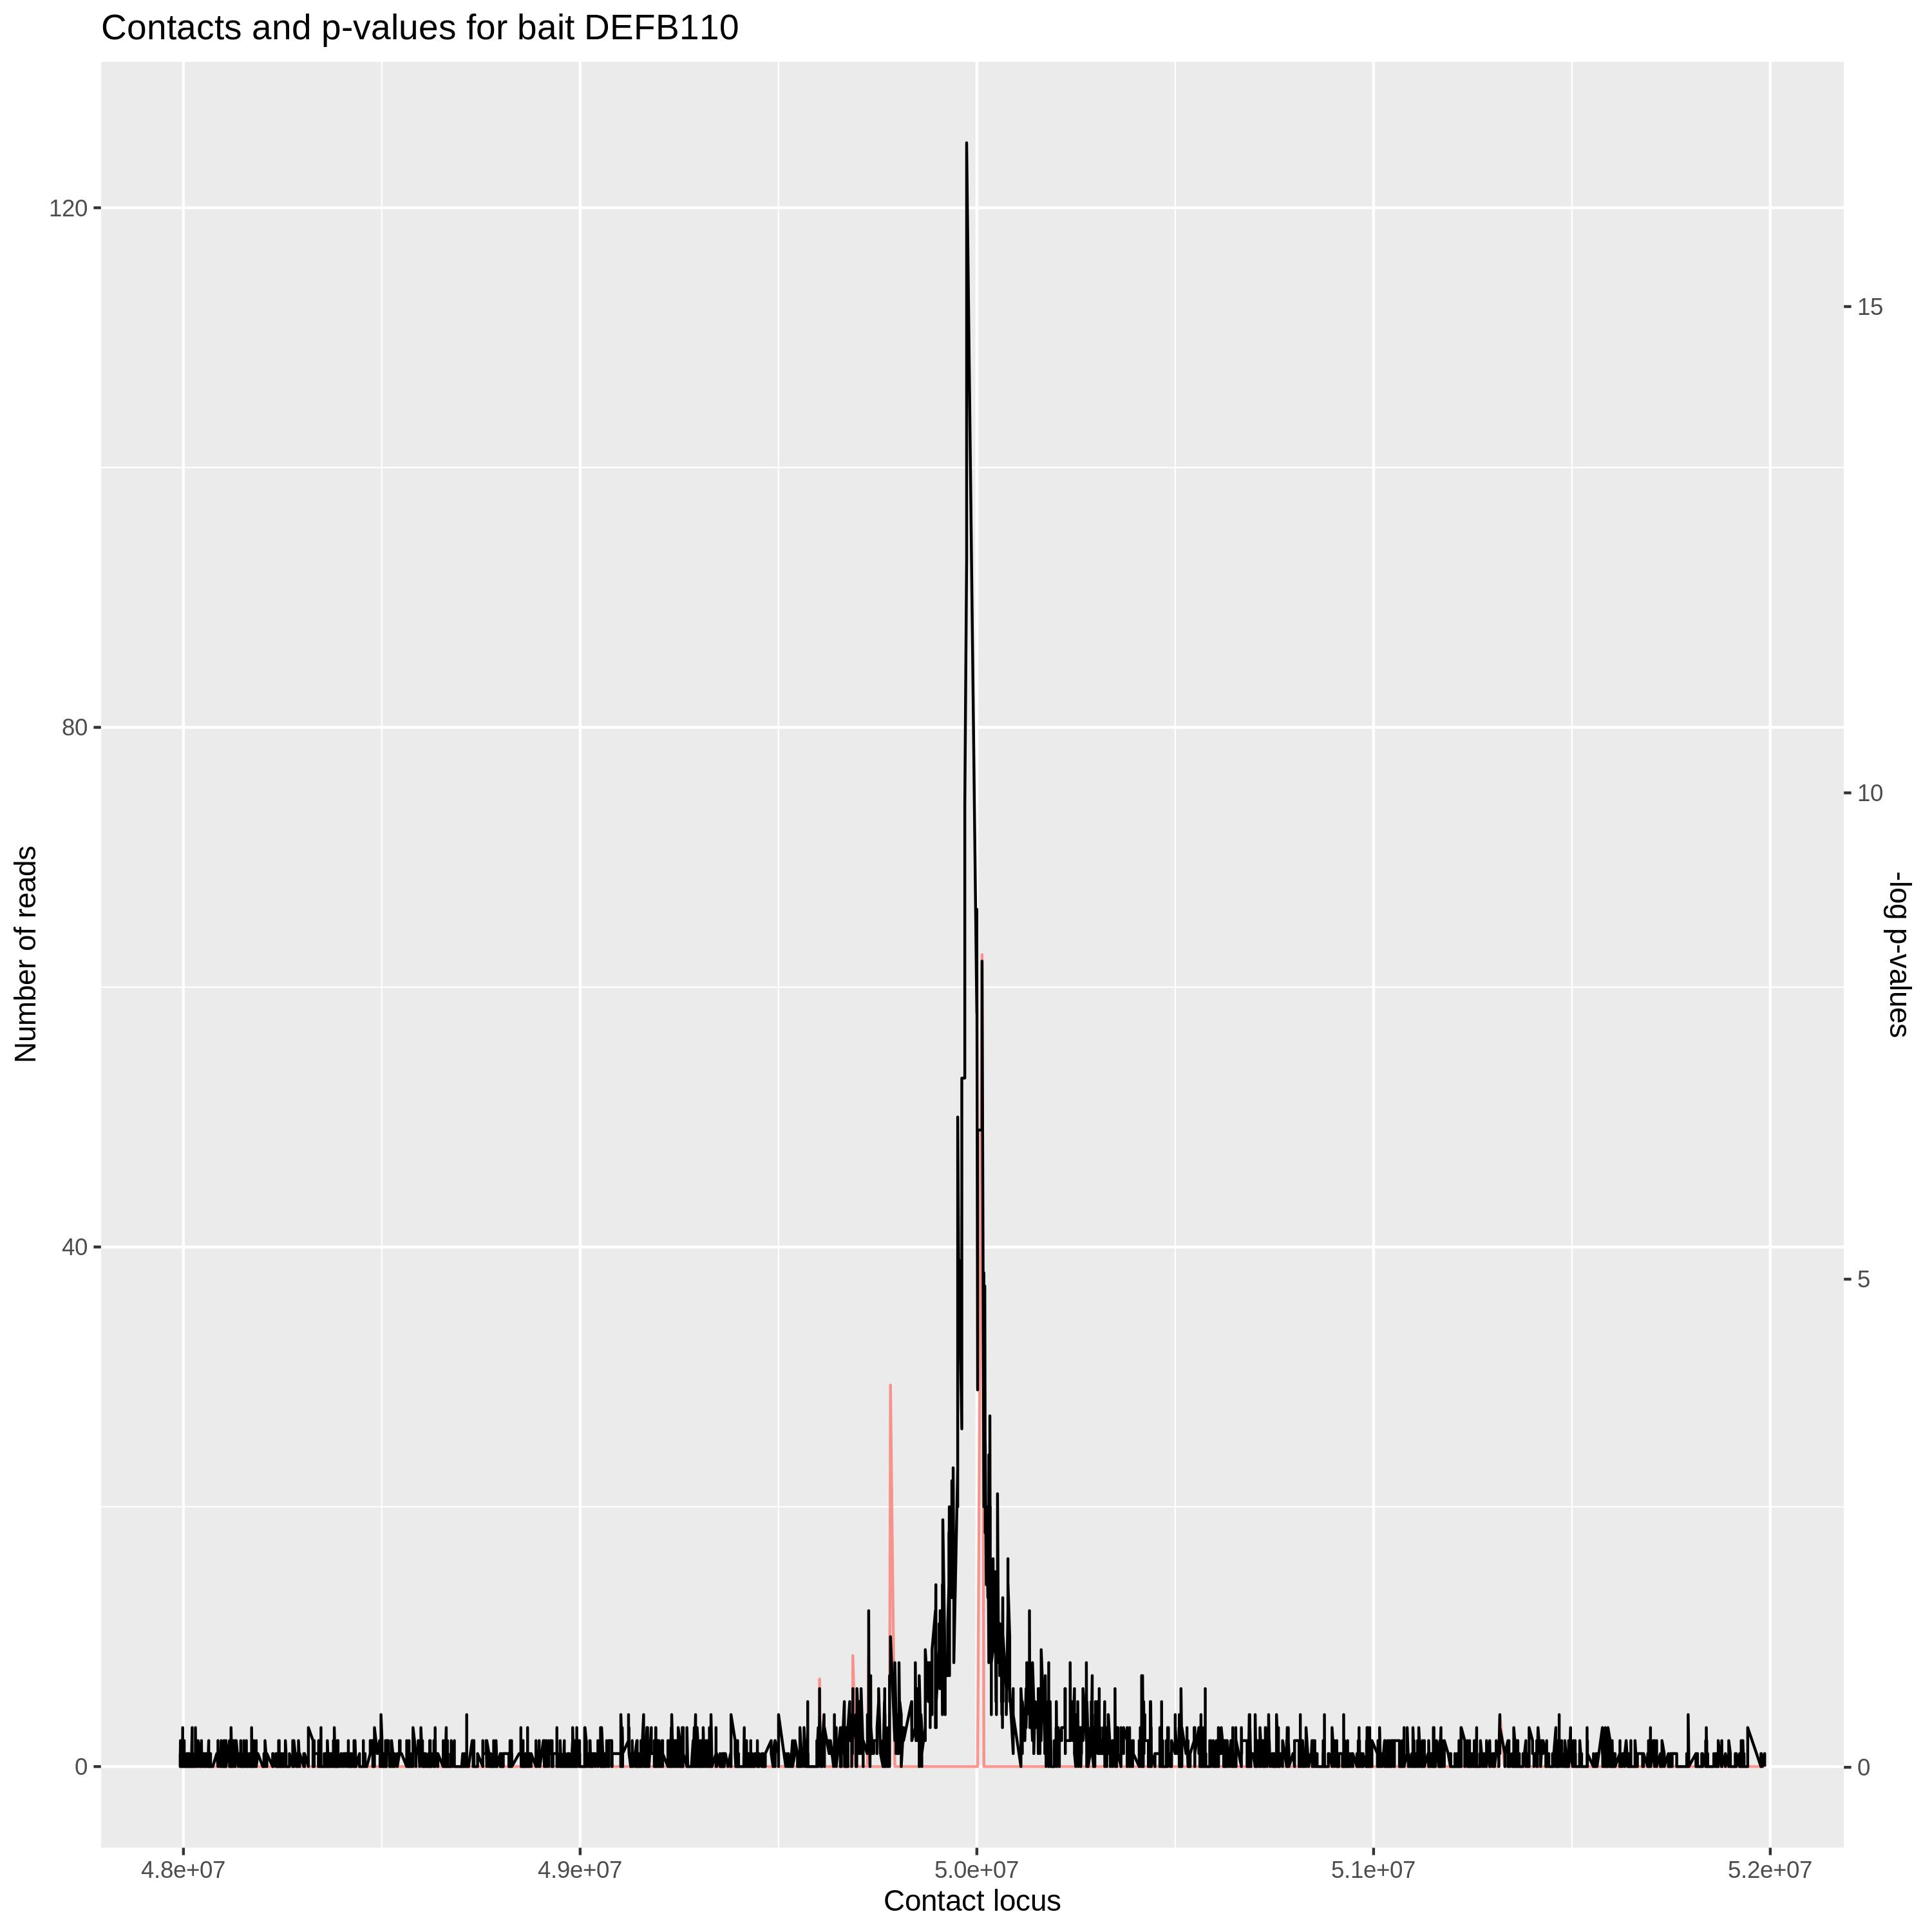 Contacts and p-values for bait DEFB110
Number of reads
120
80
40
0
15
10
5
0
-log p-values
4.8e+07 4.9e+07 5.0e+07 5.1e+07 5.2e+07
Contact locus